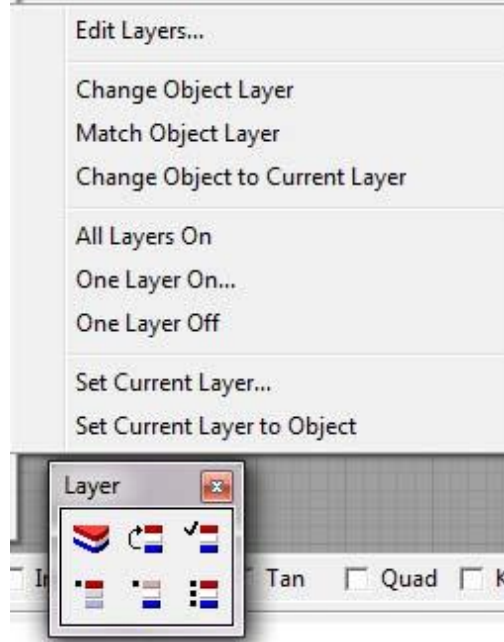 Edit Layers...
Change Object Layer
Match Object Layer
Change Object to Current Layer
All Layers On
One Layer On...
One Layer Off
Set Current Layer...
Set Current Layer to Object
Layer
Tan Quad